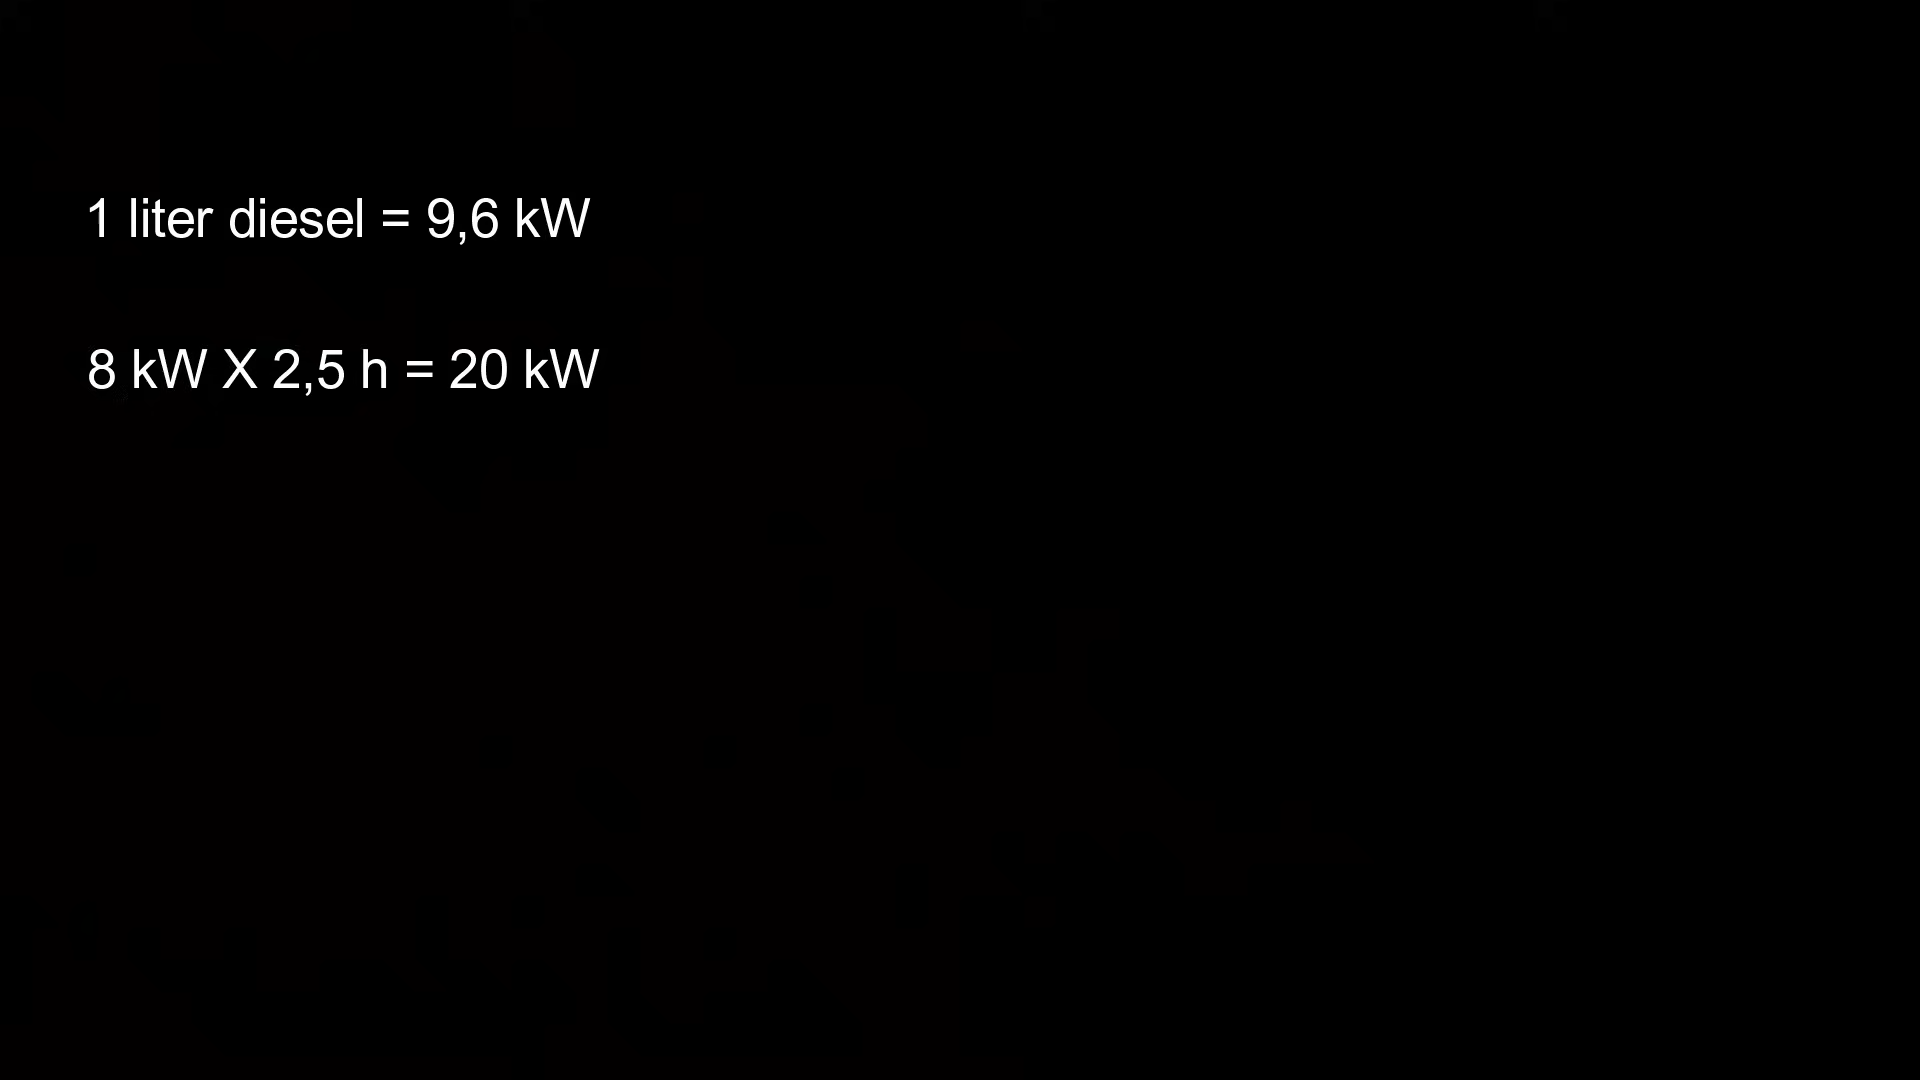 1 liter diesel = 9,6 kW
8 kW X 2,5 h = 20 kW